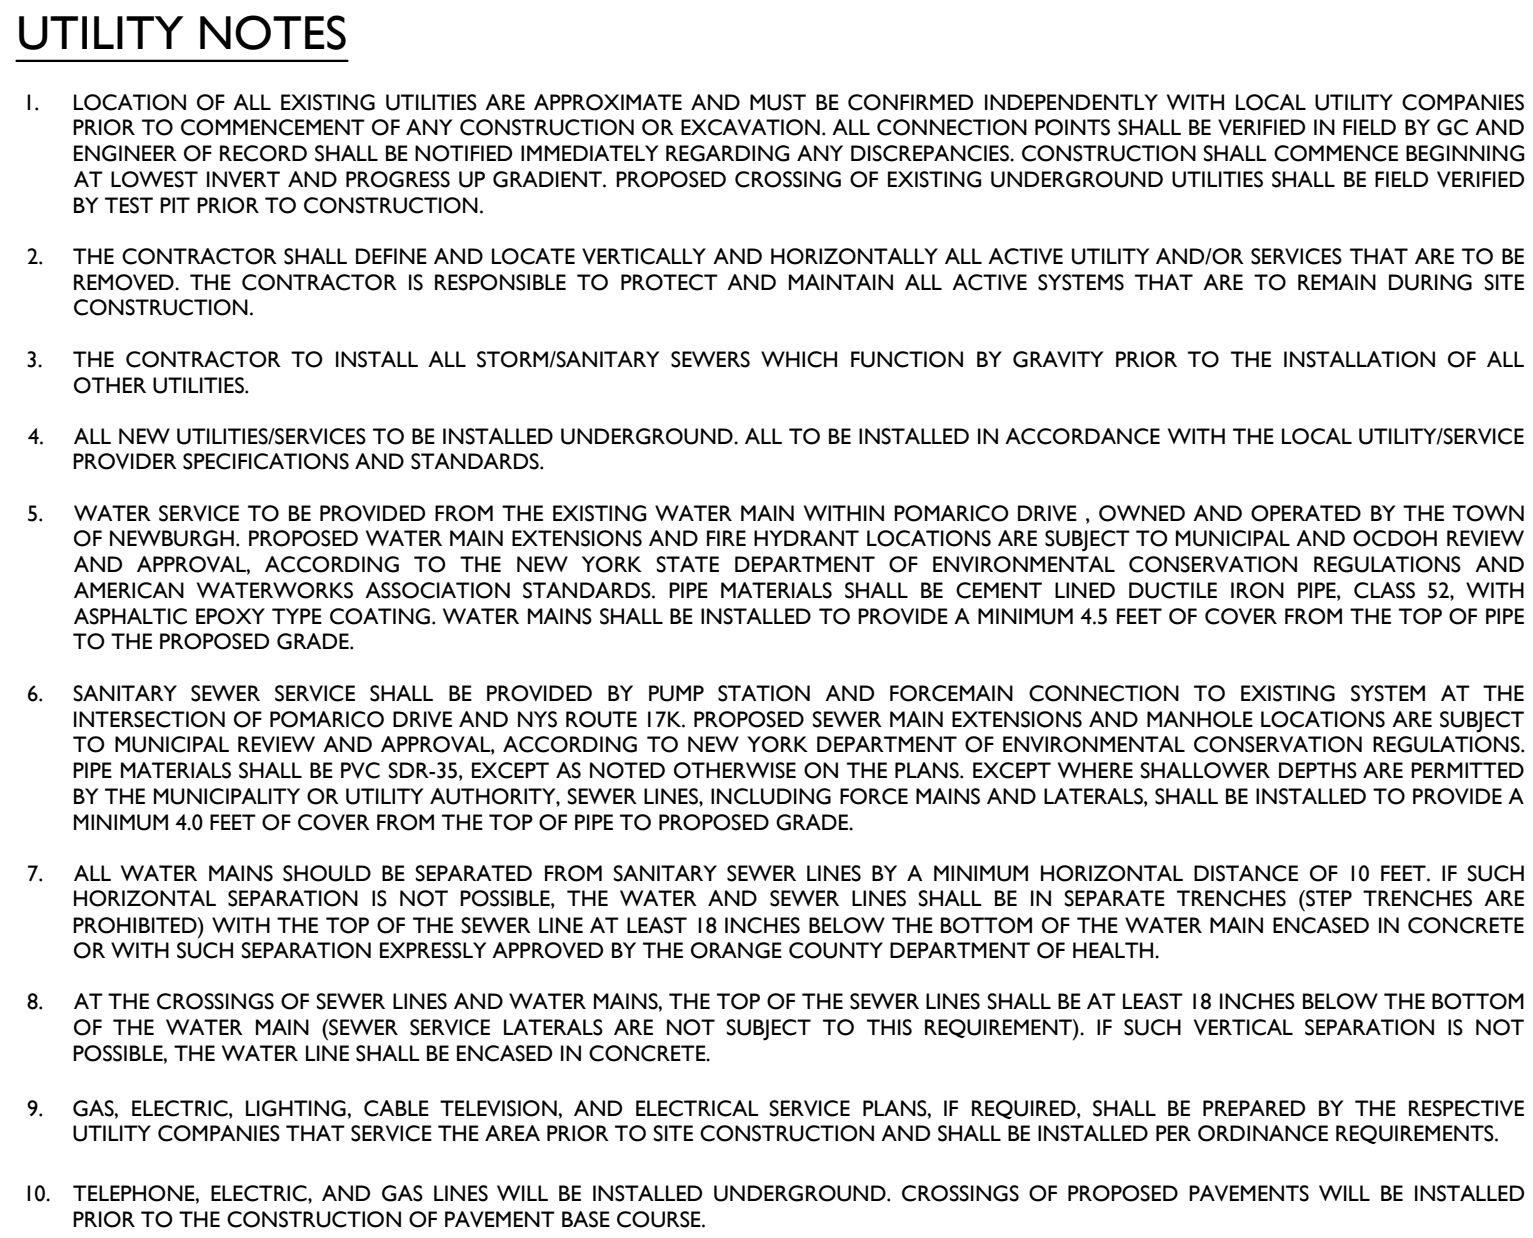 UTILITY NOTES
1. LOCATION OF ALL EXISTING UTILITIES ARE APPROXIMATE AND MUST BE CONFIRMED INDEPENDENTLY WITH LOCAL UTILITY COMPANIES
PRIOR TO COMMENCEMENT OF ANY CONSTRUCTION OR EXCAVATION. ALL CONNECTION POINTS SHALL BE VERIFIED IN FIELD BY GC AND
ENGINEER OF RECORD SHALL BE NOTIFIED IMMEDIATELY REGARDING ANY DISCREPANCIES. CONSTRUCTION SHALL COMMENCE BEGINNING
AT LOWEST INVERT AND PROGRESS UP GRADIENT. PROPOSED CROSSING OF EXISTING UNDERGROUND UTILITIES SHALL BE FIELD VERIFIED
BY TEST PIT PRIOR TO CONSTRUCTION.
2. THE CONTRACTOR SHALL DEFINE AND LOCATE VERTICALLY AND HORIZONTALLY ALL ACTIVE UTILITY AND/OR SERVICES THAT ARE TO BE
REMOVED. THE CONTRACTOR IS RESPONSIBLE TO PROTECT AND MAINTAIN ALL ACTIVE SYSTEMS THAT ARE TO REMAIN DURING SITE
CONSTRUCTION.
3. THE CONTRACTOR TO INSTALL ALL STORM/SANITARY SEWERS WHICH FUNCTION BY GRAVITY PRIOR TO THE INSTALLATION OF ALL
OTHER UTILITIES.
4. ALL NEW UTILITIES/SERVICES TO BE INSTALLED UNDERGROUND. ALL TO BE INSTALLED IN ACCORDANCE WITH THE LOCAL UTILITY/SERVICE
PROVIDER SPECIFICATIONS AND STANDARDS.
5. WATER SERVICE TO BE PROVIDED FROM THE EXISTING WATER MAIN WITHIN POMARICO DRIVE , OWNED AND OPERATED BY THE TOWN
OF NEWBURGH. PROPOSED WATER MAIN EXTENSIONS AND FIRE HYDRANT LOCATIONS ARE SUBJECT TO MUNICIPAL AND OCDOH REVIEW
AND APPROVAL, ACCORDING TO THE NEW YORK STATE DEPARTMENT OF ENVIRONMENTAL CONSERVATION REGULATIONS AND
AMERICAN WATERWORKS ASSOCIATION STANDARDS. PIPE MATERIALS SHALL BE CEMENT LINED DUCTILE IRON PIPE, CLASS 52, WITH
ASPHALTIC EPOXY TYPE COATING. WATER MAINS SHALL BE INSTALLED TO PROVIDE A MINIMUM 4.5 FEET OF COVER FROM THE TOP OF PIPE
TO THE PROPOSED GRADE.
6. SANITARY SEWER SERVICE SHALL BE PROVIDED BY PUMP STATION AND FORCEMAIN CONNECTION TO EXISTING SYSTEM AT THE
INTERSECTION OF POMARICO DRIVE AND NYS ROUTE 17K. PROPOSED SEWER MAIN EXTENSIONS AND MANHOLE LOCATIONS ARE SUBJECT
TO MUNICIPAL REVIEW AND APPROVAL, ACCORDING TO NEW YORK DEPARTMENT OF ENVIRONMENTAL CONSERVATION REGULATIONS.
PIPE MATERIALS SHALL BE PVC SDR-35, EXCEPT AS NOTED OTHERWISE ON THE PLANS. EXCEPT WHERE SHALLOWER DEPTHS ARE PERMITTED
BY THE MUNICIPALITY OR UTILITY AUTHORITY, SEWER LINES, INCLUDING FORCE MAINS AND LATERALS, SHALL BE INSTALLED TO PROVIDE A
MINIMUM 4.0 FEET OF COVER FROM THE TOP OF PIPE TO PROPOSED GRADE.
7. ALL WATER MAINS SHOULD BE SEPARATED FROM SANITARY SEWER LINES BY A MINIMUM HORIZONTAL DISTANCE OF 10 FEET. IF SUCH
HORIZONTAL SEPARATION IS NOT POSSIBLE, THE WATER AND SEWER LINES SHALL BE IN SEPARATE TRENCHES (STEP TRENCHES ARE
PROHIBITED) WITH THE TOP OF THE SEWER LINE AT LEAST 18 INCHES BELOW THE BOTTOM OF THE WATER MAIN ENCASED IN CONCRETE
OR WITH SUCH SEPARATION EXPRESSLY APPROVED BY THE ORANGE COUNTY DEPARTMENT OF HEALTH.
8. AT THE CROSSINGS OF SEWER LINES AND WATER MAINS, THE TOP OF THE SEWER LINES SHALL BE AT LEAST 18 INCHES BELOW THE BOTTOM
OF THE WATER MAIN (SEWER SERVICE LATERALS ARE NOT SUBJECT TO THIS REQUIREMENT). IF SUCH VERTICAL SEPARATION IS NOT
POSSIBLE, THE WATER LINE SHALL BE ENCASED IN CONCRETE.
9. GAS, ELECTRIC, LIGHTING, CABLE TELEVISION, AND ELECTRICAL SERVICE PLANS, IF REQUIRED, SHALL BE PREPARED BY THE RESPECTIVE
UTILITY COMPANIES THAT SERVICE THE AREA PRIOR TO SITE CONSTRUCTION AND SHALL BE INSTALLED PER ORDINANCE REQUIREMENTS.
10. TELEPHONE, ELECTRIC, AND GAS LINES WILL BE INSTALLED UNDERGROUND. CROSSINGS OF PROPOSED PAVEMENTS WILL BE INSTALLED
PRIOR TO THE CONSTRUCTION OF PAVEMENT BASE COURSE.